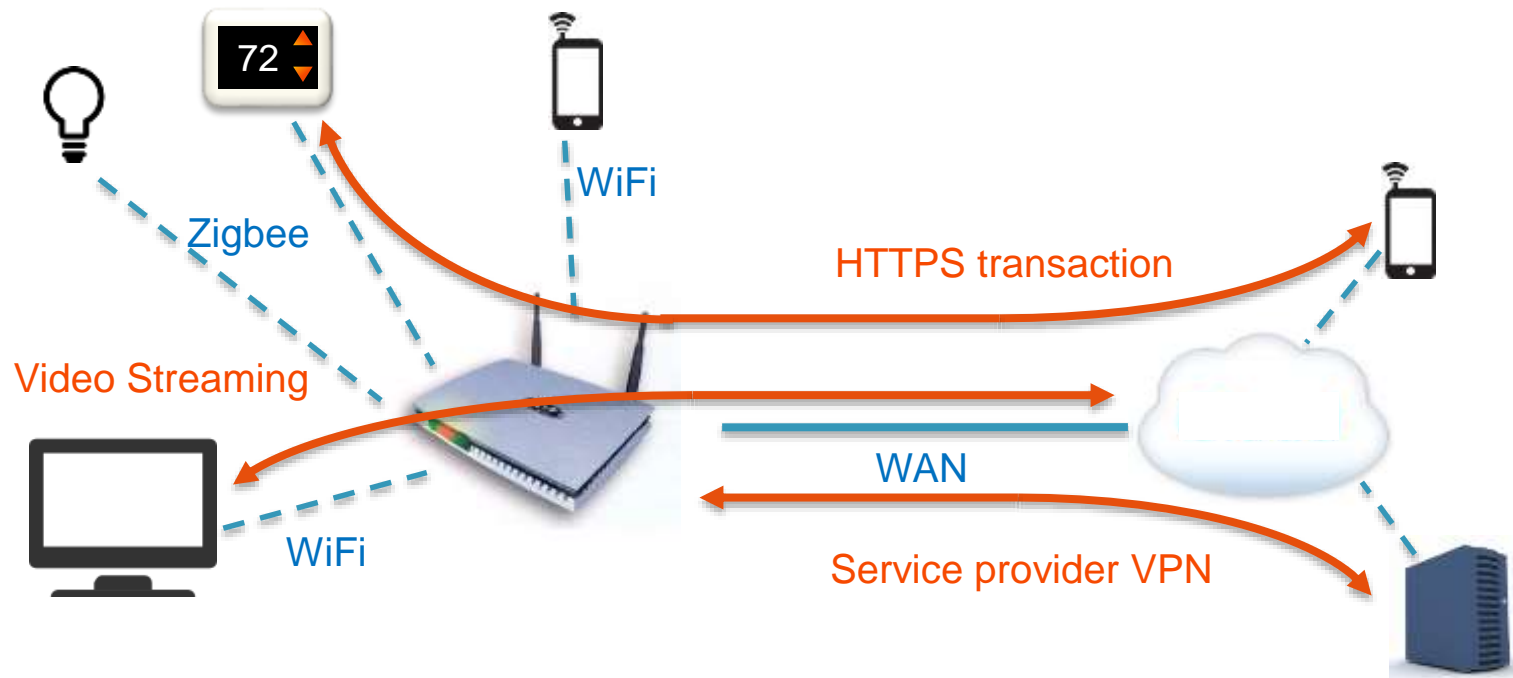 72
WiFi
Zigbee
HTTPS transaction
Video Streaming
WAN
WiFi
Service provider VPN